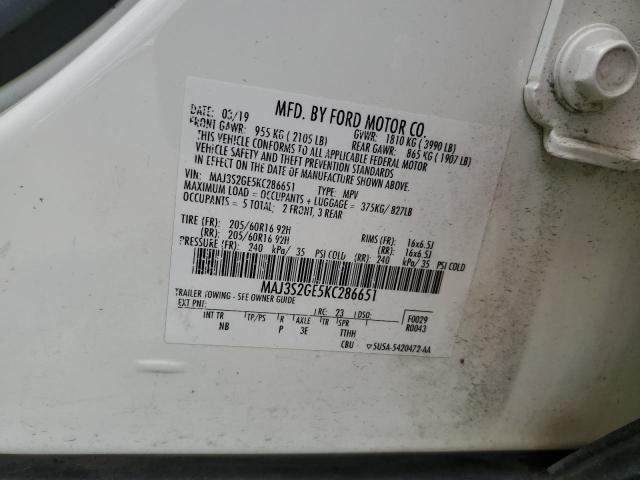 MFD. BY FORD MOTOR CO.
DATE: 03/19 GVWR: 1810 KG ( 3990 LB)
FRONT GAWR: 955 KG ( 2105 LB) REAR GAWR: 865 KG ( 1907 LB)
THIS VEHICLE CONFORMS TO ALL APPLICABLE FEDERAL MOTOR
VEHICLE SAFETY AND THEFT PREVENTION STANDARDS
IN EFFECT ON THE DATE OF MANUFACTURE SHOWN ABOVE.
VIN: MAJ3S2GE5KC286651 TYPE: MPV
MAXIMUM LOAD = OCCUPANTS + LUGGAGE = 375KG/ 827LB
OCCUPANTS = 5 TOTAL; 2 FRONT, 3 REAR
TIRE (FR): 205/60R16 92H RIMS (FR): 16x6.5J
(RR): 205/60R16 92H (RR): 16x6.5J
PRESSURE (FR): 240 kPa/ 35 PSI COLD (RR): 240 kPa/ 35 PSI COLD
MAJ3S2GE5KC286651
TRAILER TOWING - SEE OWNER GUIDE
EXT PNT: RC: 23 DSO: F0029
R0043
INT TR TP/PS R AXLE TR SPR
NB P 3E TTHH
CBU 5USA-5420472-AA